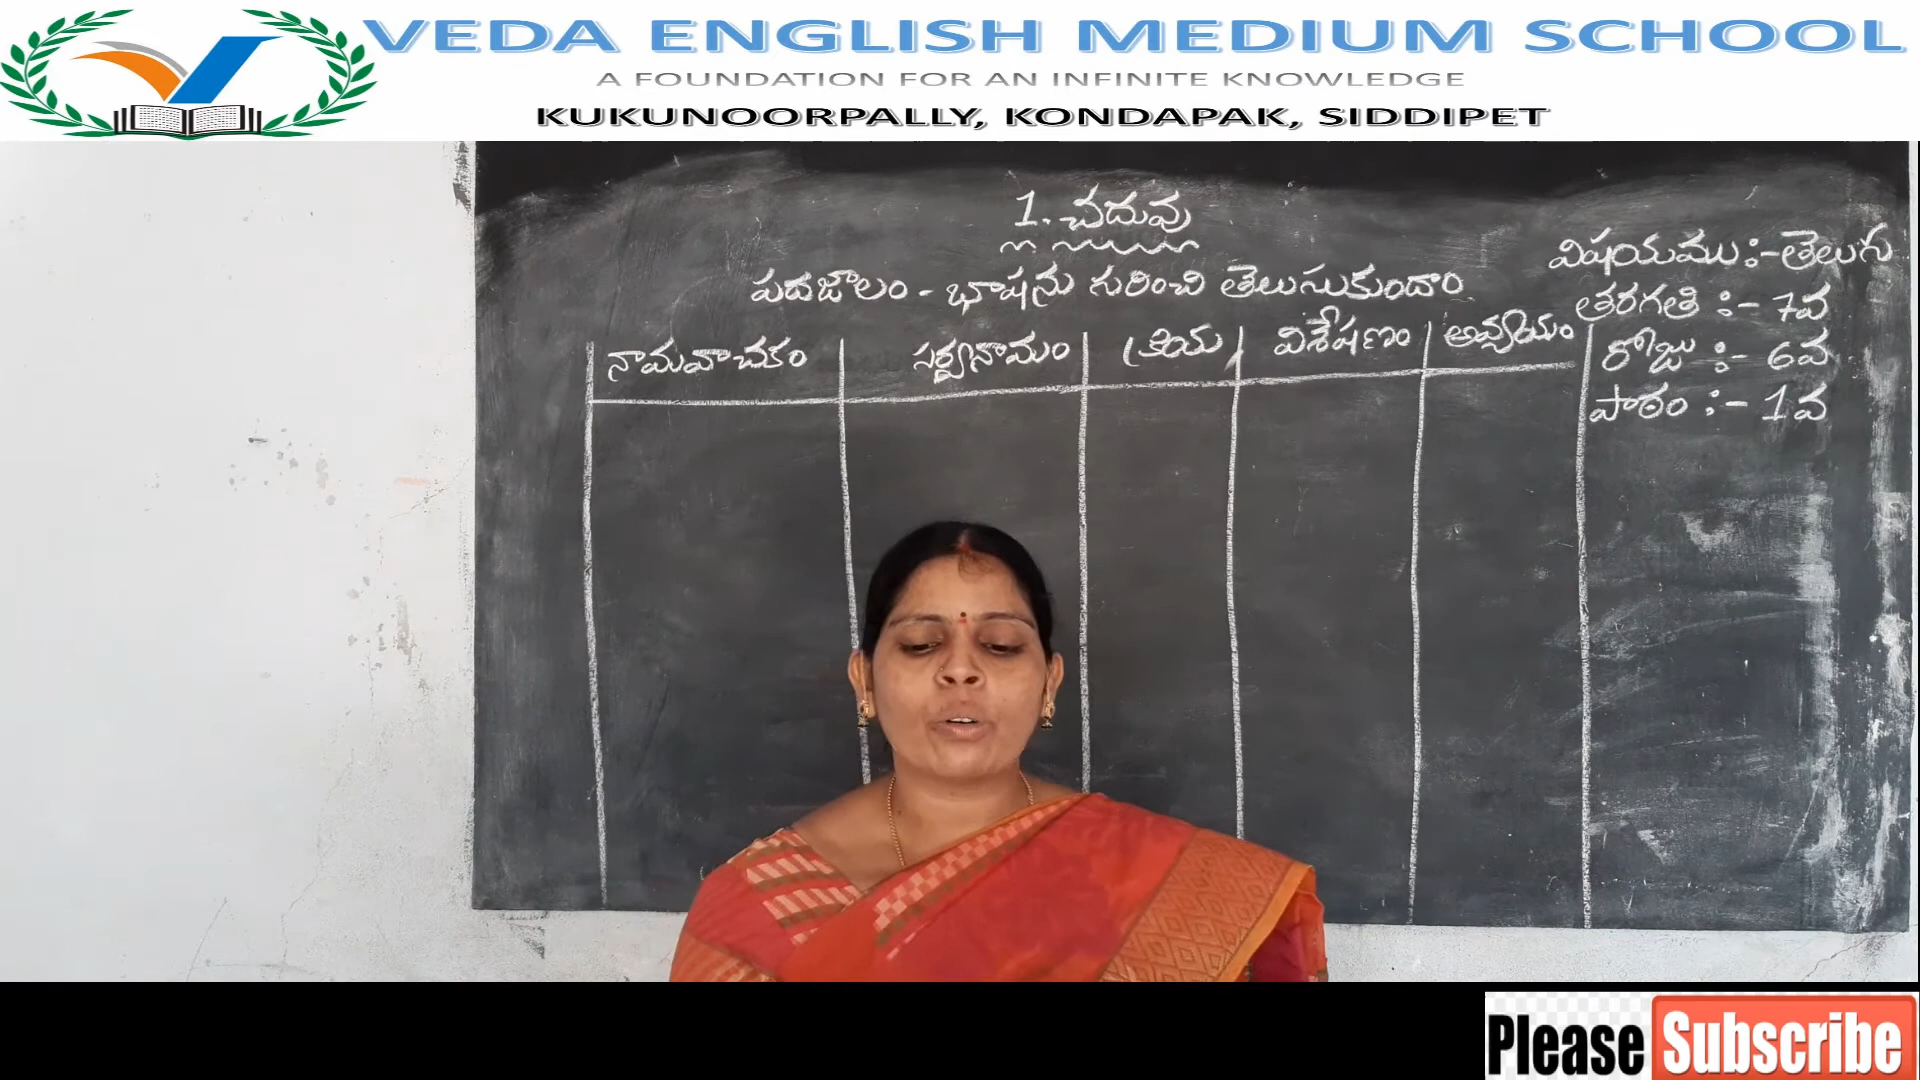 VEDA ENGLISH MEDIUM SCHOOL
A FOUNDATION FOR AN INFINITE KNOWLEDGE
KUKUNOORPALLY, KONDAPAK, SIDDIPET
1. చదువు
పదజాలం - భాషను గురించి తెలుసుకుందాం
నామవాచకం సర్వనామం క్రియ విశేషణం అవ్యయం
విషయము :- తెలుగు
తరగతి :- 7వ
రోజు :- 6వ
పాఠం :- 1వ
Please Subscribe